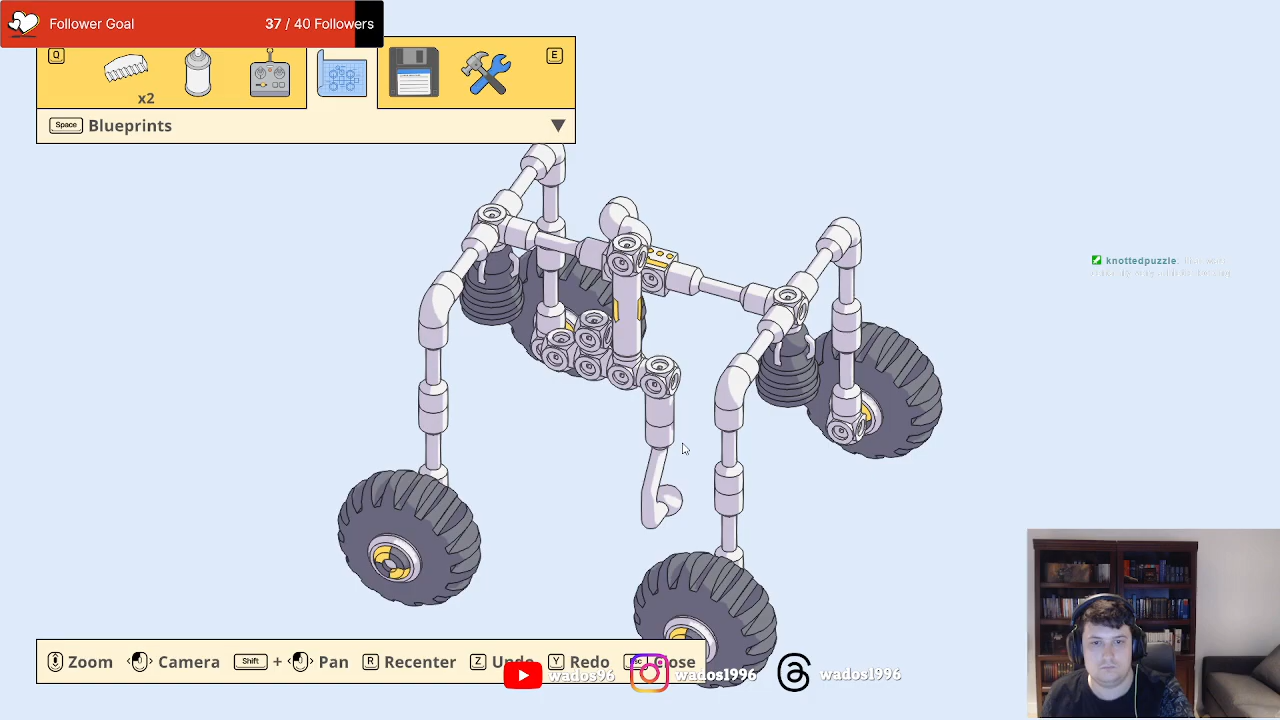 Follower Goal 37 / 40 Followers
Q E
x2
Space Blueprints
knottedpuzzle.
Zoom Camera Shift + Pan R Recenter Z Undo Y Redo
wados96 wados1996 wados1996